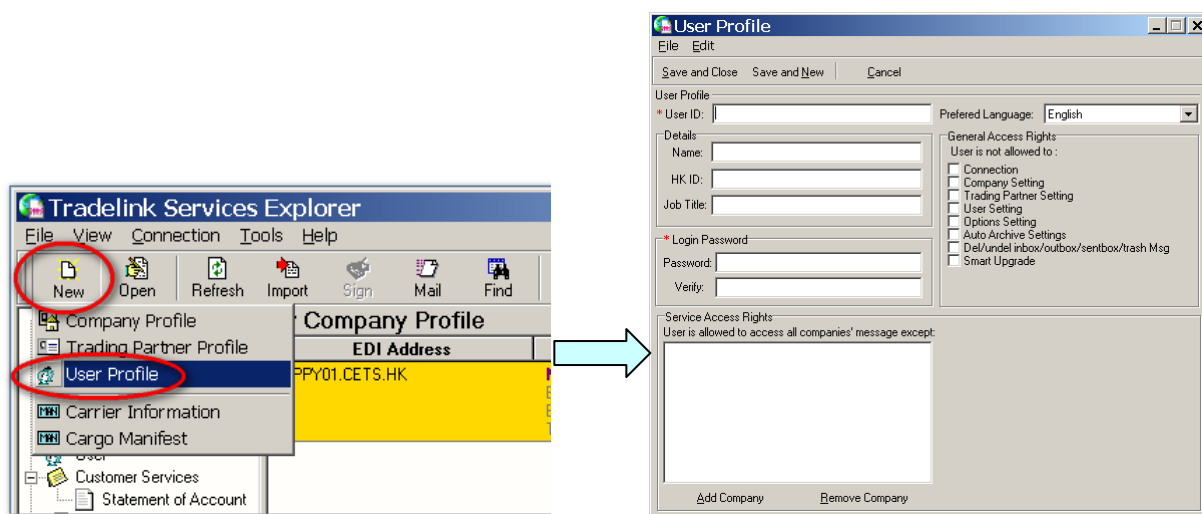 Tradelink Services Explorer
File View Connection Tools Help
New Open Refresh Import Sign Mail Find
Company Profile
Trading Partner Profile
User Profile
Carrier Information
Cargo Manifest
Company Profile
EDI Address
PPY01.CETS.HK
User
Customer Services
Statement of Account
User Profile
File Edit
Save and Close Save and New Cancel
User Profile
* User ID:
Prefered Language: English
Details
Name:
HK ID:
Job Title:
General Access Rights
User is not allowed to :
Connection
Company Setting
Trading Partner Setting
User Setting
Options Setting
Auto Archive Settings
Del/undel inbox/outbox/sentbox/trash Msg
Smart Upgrade
* Login Password
Password:
Verify:
Service Access Rights
User is allowed to access all companies' message except:
Add Company Remove Company